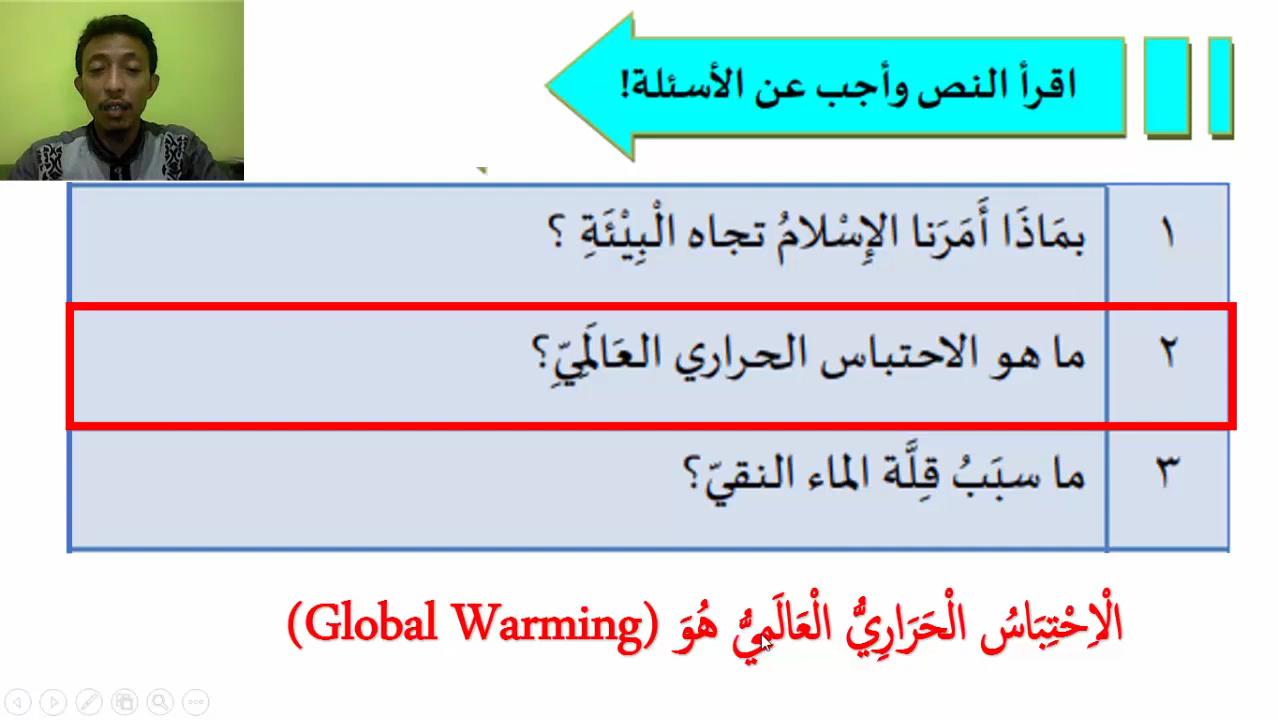 اقرأ النص وأجب عن الأسئلة!
١ بمَاذَا أَمَرَنا الإِسْلامُ تجاه الْبِيْئَةِ ؟
٢ ما هو الاحتباس الحراري العَالَمِيِّ؟
٣ ما سبَبَُ قِلَّة الماء النقيّ؟
الْاِحْتِبَاسُ الْحَرَارِيُّ الْعَالَمِيُّ هُوَ (Global Warming)